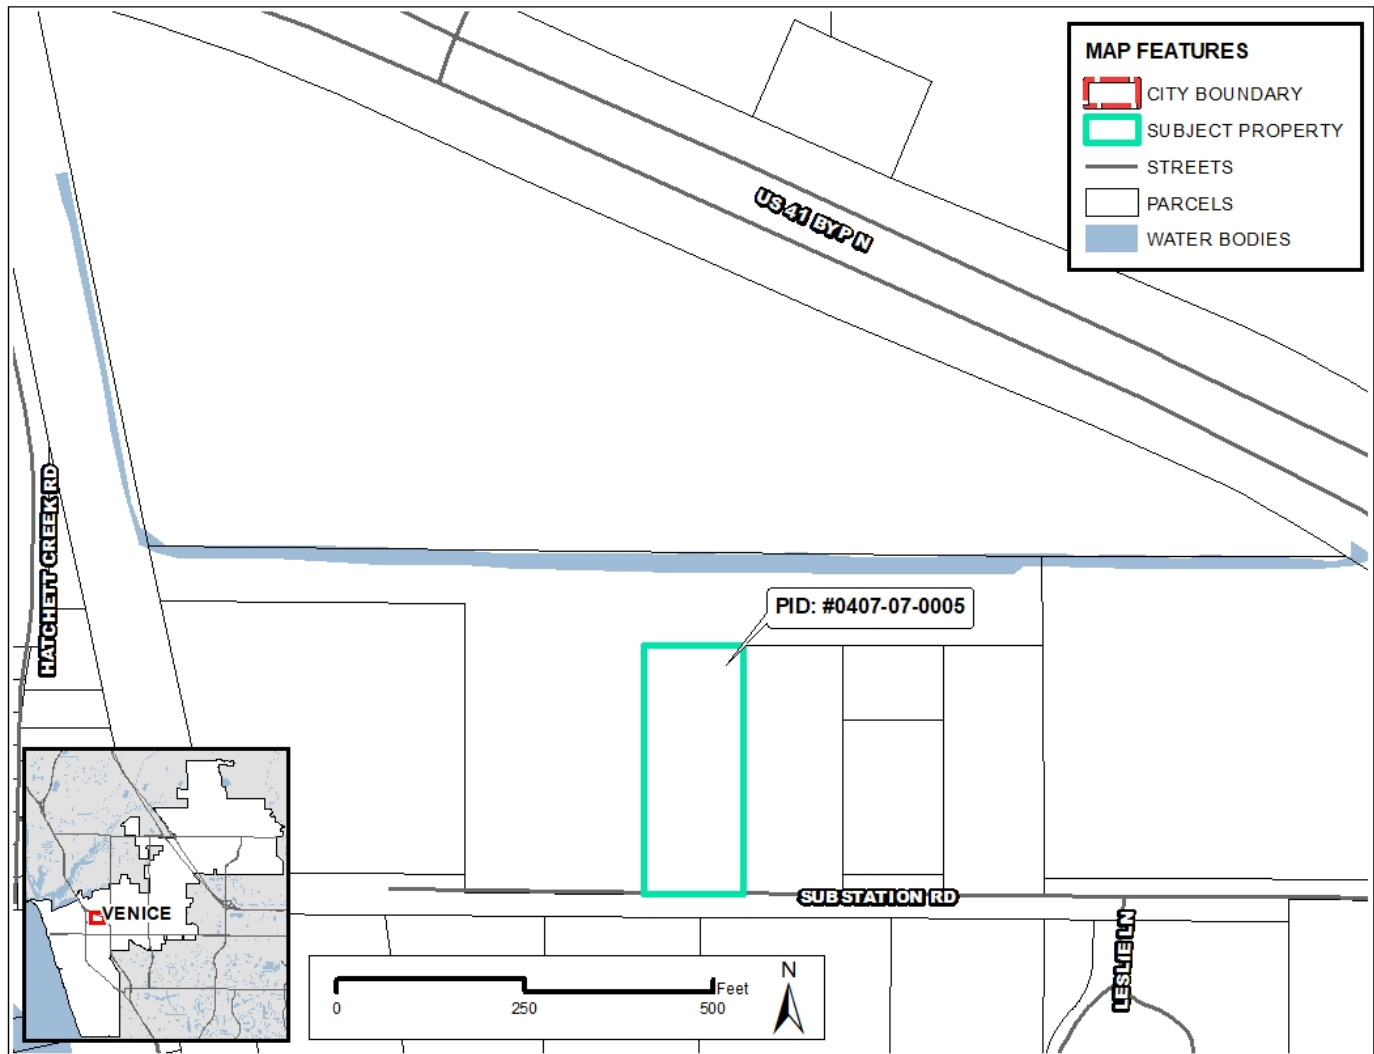 MAP FEATURES
CITY BOUNDARY
SUBJECT PROPERTY
STREETS
PARCELS
WATER BODIES
US 41 BYP N
HATCHETT CREEK RD
PID: #0407-07-0005
SUBSTATION RD
VENICE
LESLIE LN
N
Feet
0 250 500